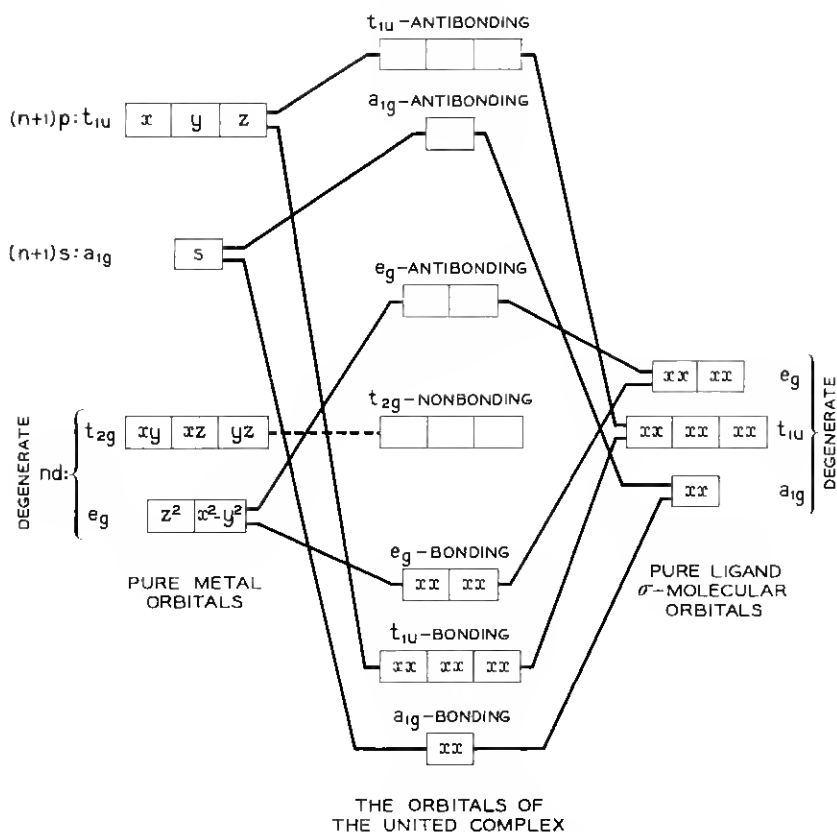 t1u–ANTIBONDING
(n+1)p:t1u x y z
a1g–ANTIBONDING
(n+1)s:a1g s
eg–ANTIBONDING
xx xx eg
t2g–NONBONDING
t2g xy xz yz
xx xx xx t1u
DEGENERATE
nd:
DEGENERATE
eg z² x²-y²
xx a1g
eg–BONDING
xx xx
PURE METAL
ORBITALS
PURE LIGAND
σ–MOLECULAR
ORBITALS
t1u–BONDING
xx xx xx
a1g–BONDING
xx
THE ORBITALS OF
THE UNITED COMPLEX